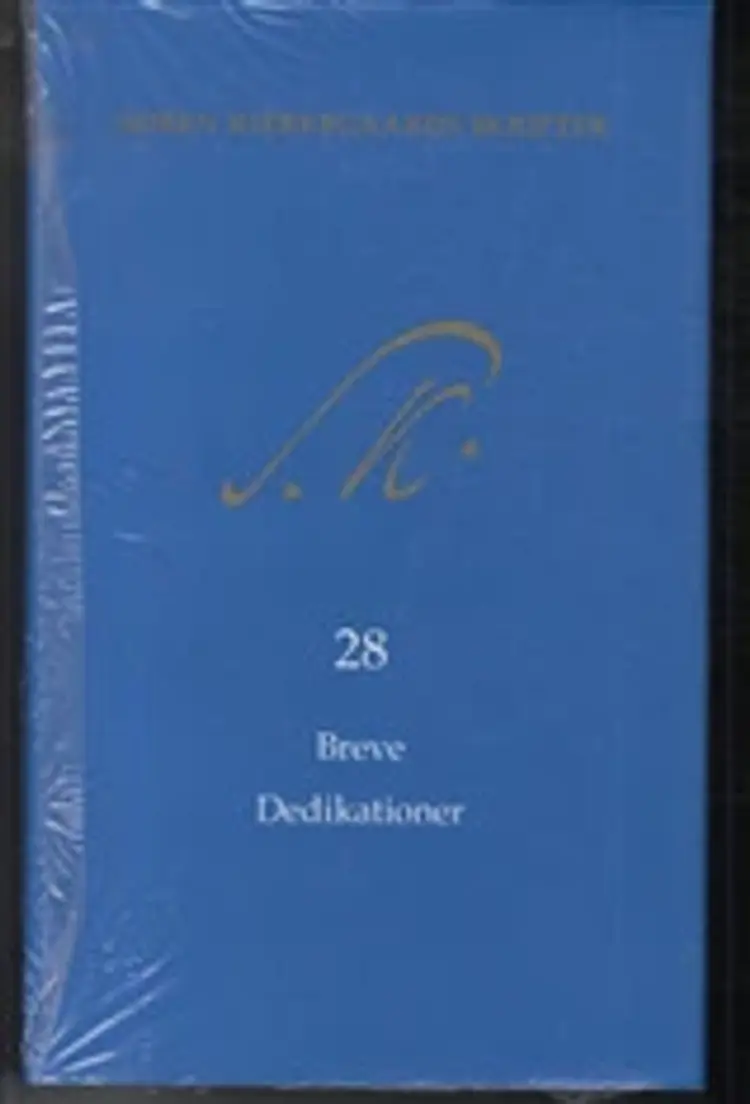 SØREN KIERKEGAARDS SKRIFTER
S. K.
28
Breve
Dedikationer